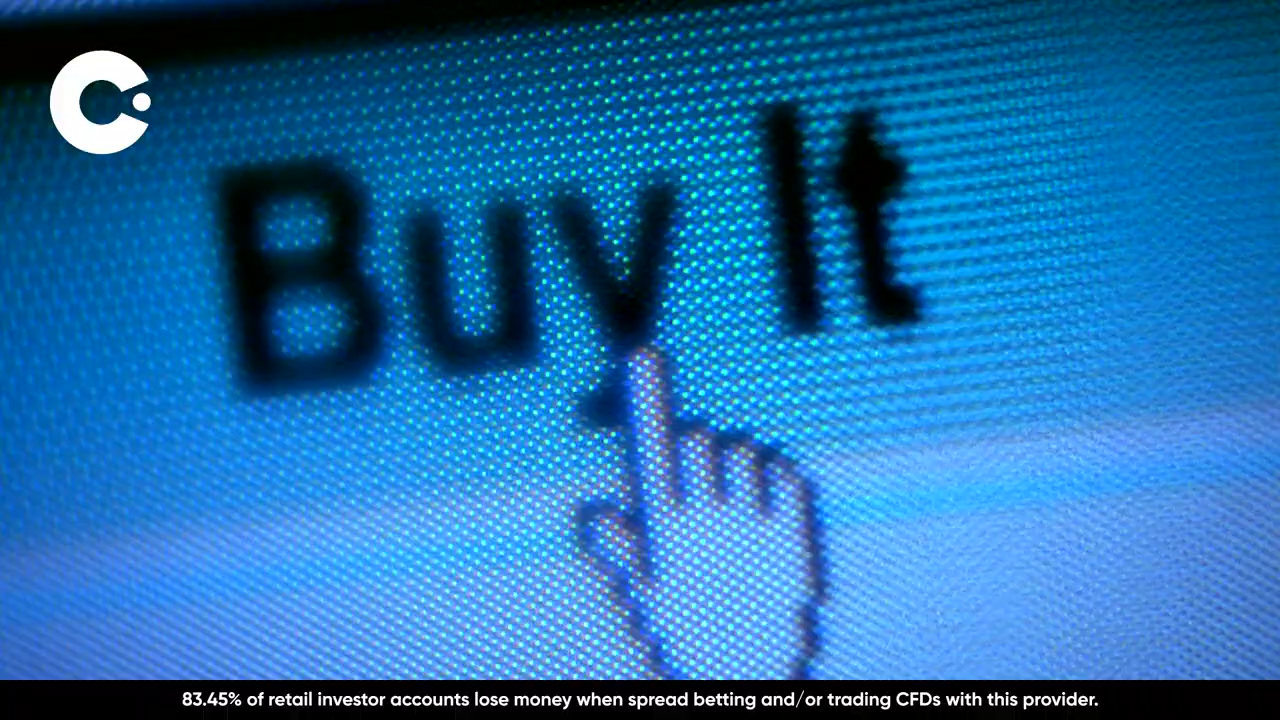 Buy It
83.45% of retail investor accounts lose money when spread betting and/or trading CFDs with this provider.